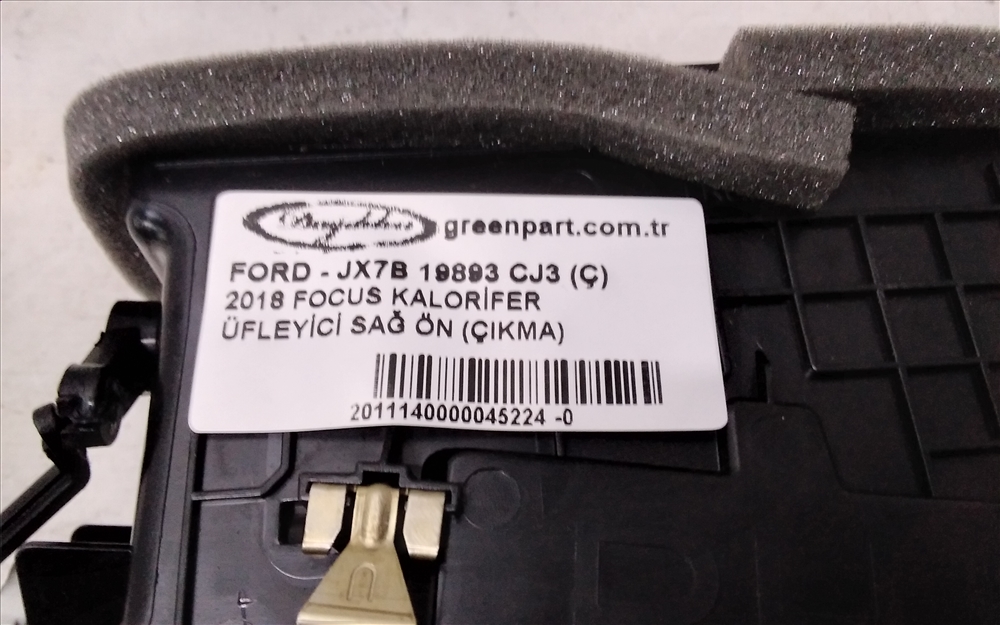 greenpart.com.tr
FORD - JX7B 19893 CJ3 (Ç)
2018 FOCUS KALORİFER
ÜFLEYİCİ SAĞ ÖN (ÇIKMA)
2011140000045224 -0